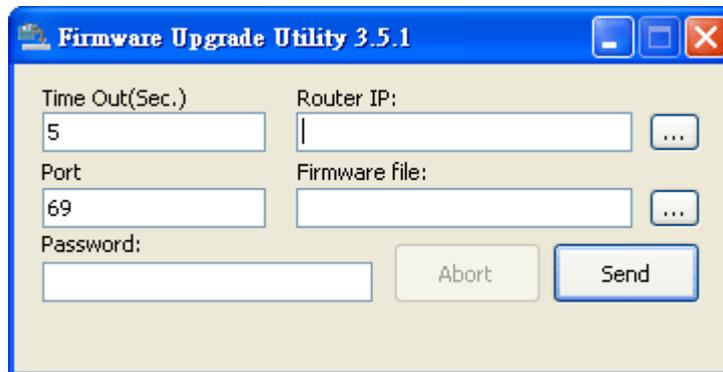 Firmware Upgrade Utility 3.5.1
Time Out(Sec.) Router IP:
5 ...
Port Firmware file:
69 ...
Password:
Abort Send